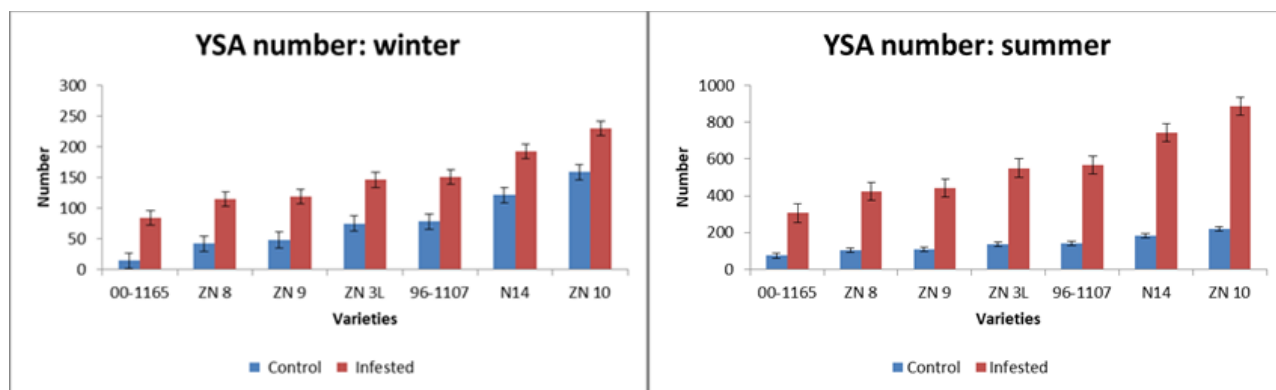 YSA number: winter
300
250
200
150
100
50
0
Number
00-1165 ZN 8 ZN 9 ZN 3L 96-1107 N14 ZN 10
Varieties
Control Infested
YSA number: summer
1000
800
600
400
200
0
Number
00-1165 ZN 8 ZN 9 ZN 3L 96-1107 N14 ZN 10
Varieties
Control Infested